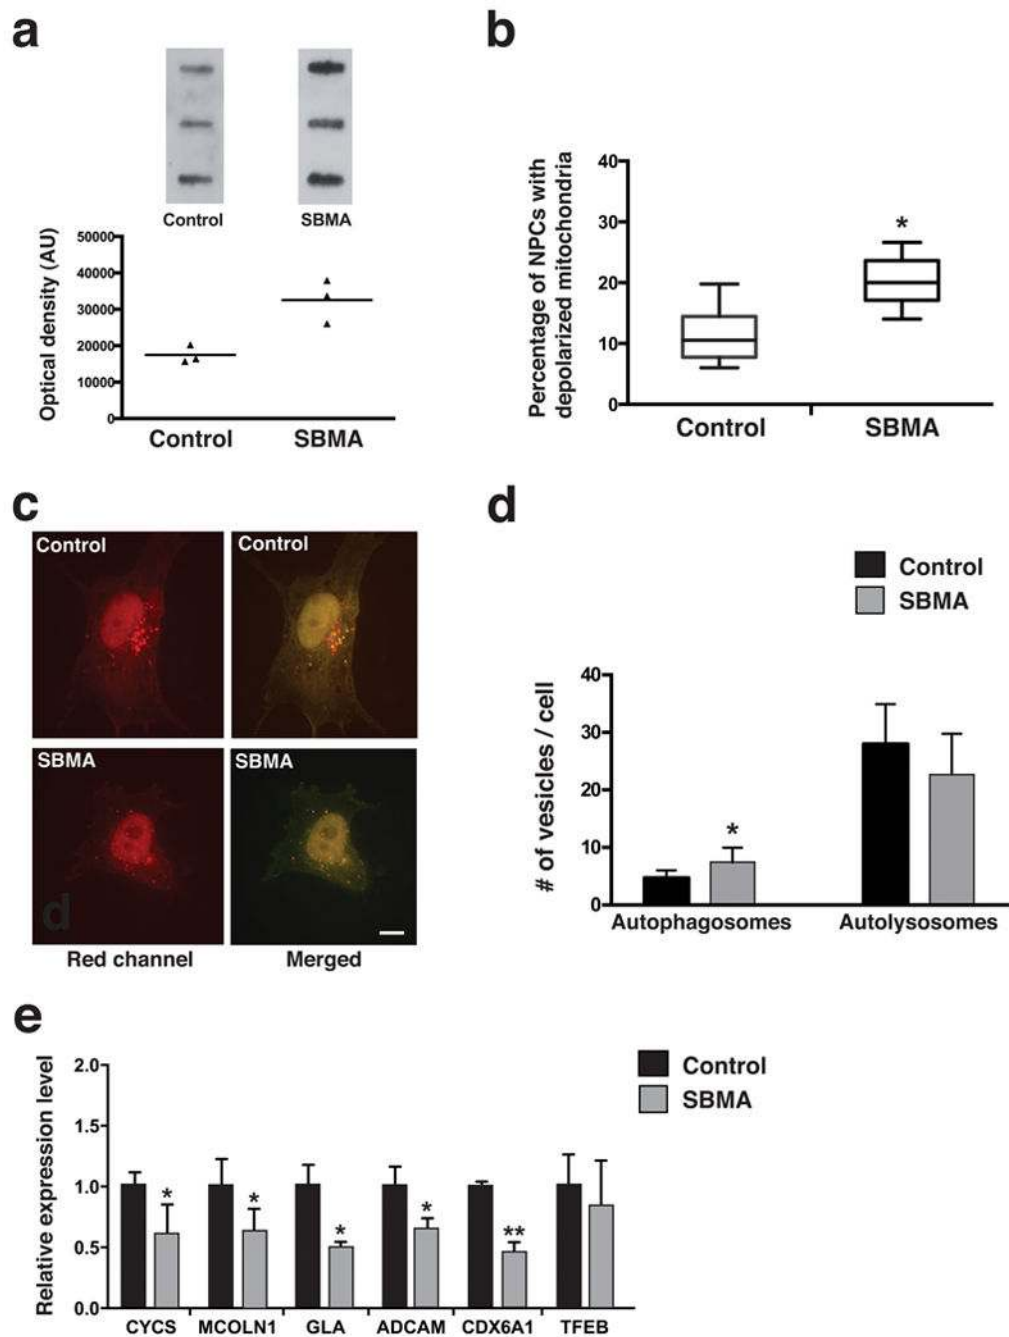 a
Control
SBMA
Optical density (AU)
50000
40000
30000
20000
10000
0
Control
SBMA
b
Percentage of NPCs with
depolarized mitochondria
40
30
20
10
0
*
Control
SBMA
c
Control
Control
SBMA
SBMA
d
Red channel
Merged
d
Control
SBMA
# of vesicles / cell
40
30
20
10
0
*
Autophagosomes
Autolysosomes
e
Control
SBMA
Relative expression level
2.0
1.5
1.0
0.5
0.0
* * * * **
CYCS MCOLN1 GLA ADCAM CDX6A1 TFEB